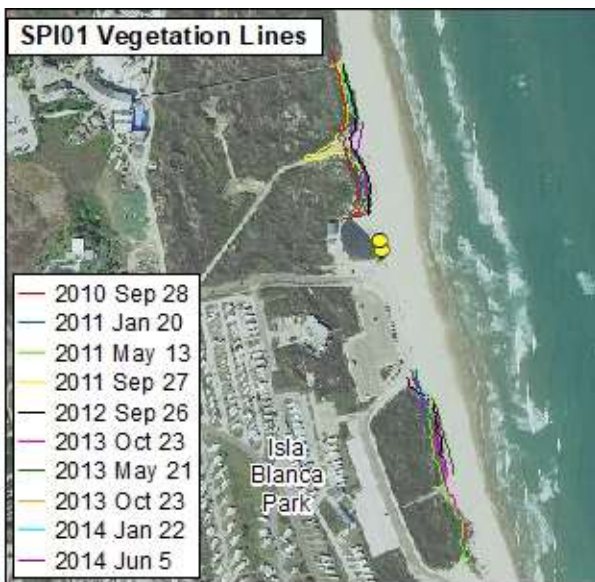 SPI01 Vegetation Lines
2010 Sep 28
2011 Jan 20
2011 May 13
2011 Sep 27
2012 Sep 26
2013 Oct 23
2013 May 21
2013 Oct 23
2014 Jan 22
2014 Jun 5
Isla
Blanca
Park